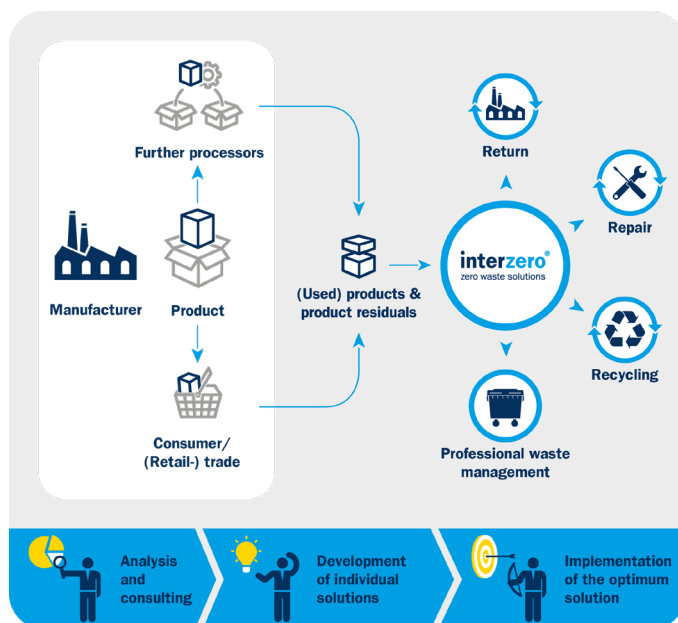 Further processors
Manufacturer
Product
Consumer/
(Retail-) trade
(Used) products &
product residuals
interzero®
zero waste solutions
Return
Repair
Recycling
Professional waste
management
Analysis
and
consulting
Development
of individual
solutions
Implementation
of the optimum
solution